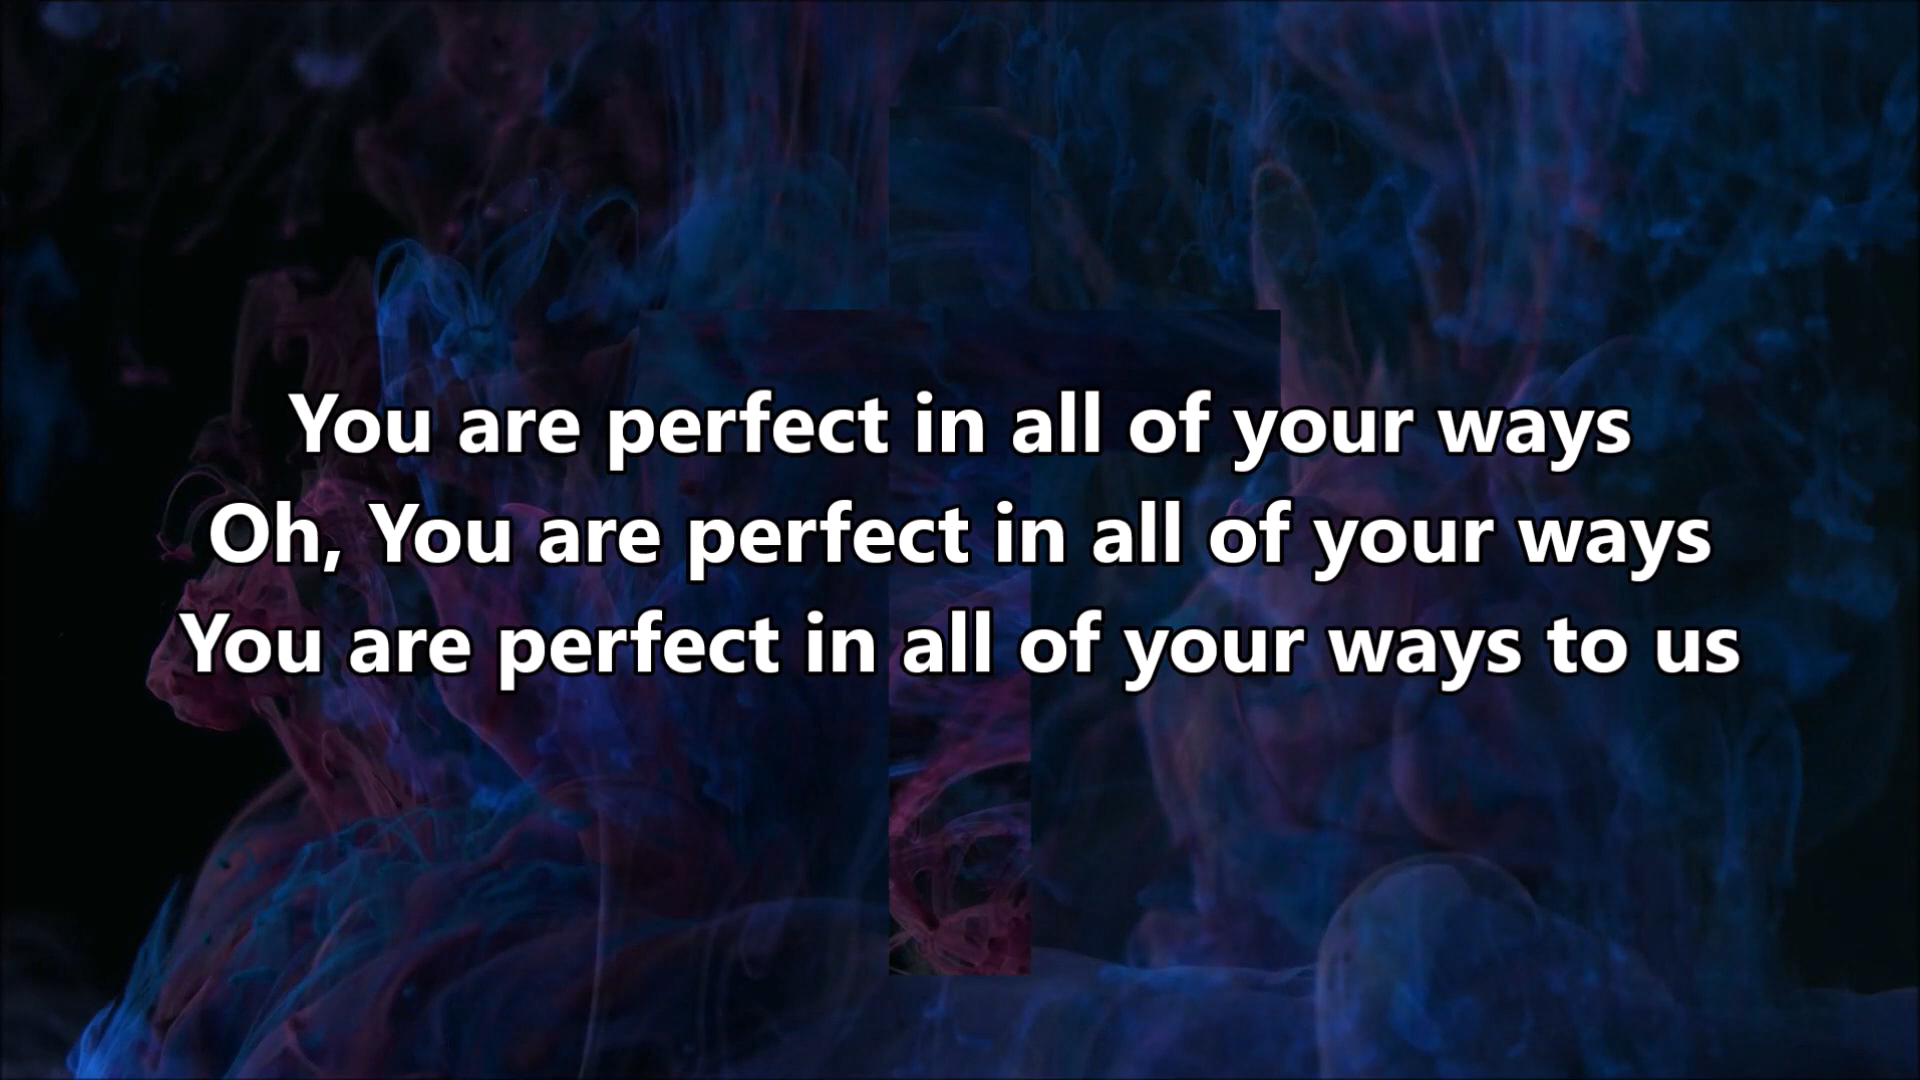 You are perfect in all of your ways
Oh, You are perfect in all of your ways
You are perfect in all of your ways to us